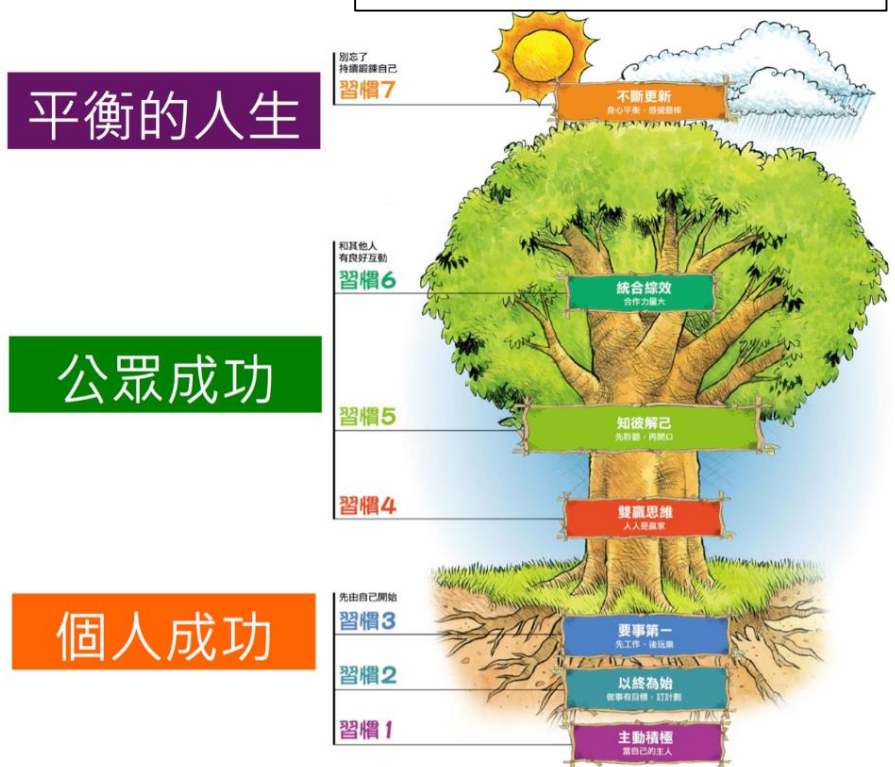 平衡的人生
別忘了
持續鍛鍊自己
習慣7
不斷更新
身心平衡,感覺最棒
和其他人
有良好互動
習慣6
統合綜效
合作力量大
公眾成功
習慣5
知彼解己
先聆聽,再開口
習慣4
雙贏思維
人人是贏家
個人成功
先由自己開始
習慣3
要事第一
先工作,後玩樂
習慣2
以終為始
做事有目標,訂計劃
習慣1
主動積極
當自己的主人